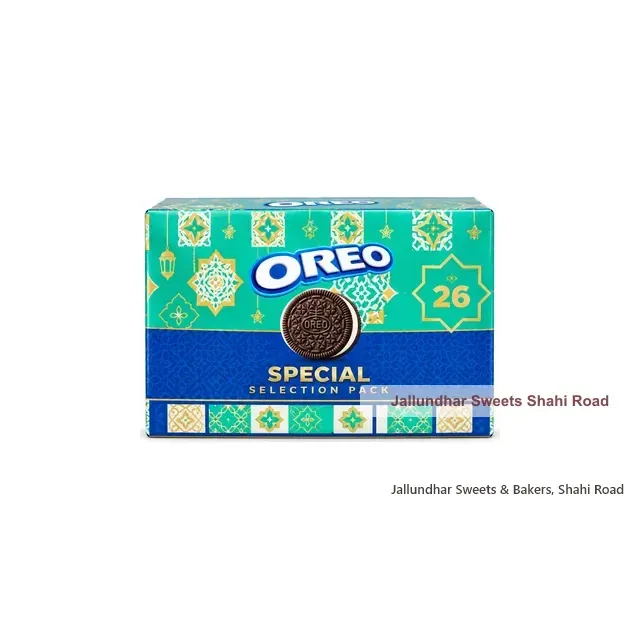 OREO
OREO
26
OREO
SPECIAL
SELECTION PACK
Jallundhar Sweets Shahi Road
Jallundhar Sweets & Bakers, Shahi Road